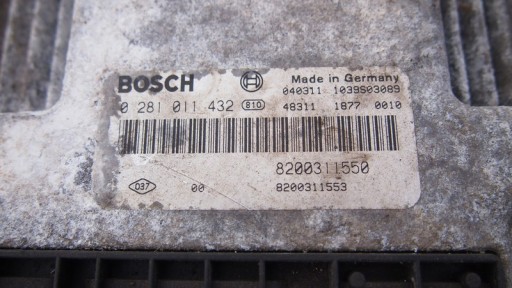 BOSCH Made in Germany
040311 1039S03089
0 281 011 432 810 48311 1877 0010
8200311550
037 00 8200311553